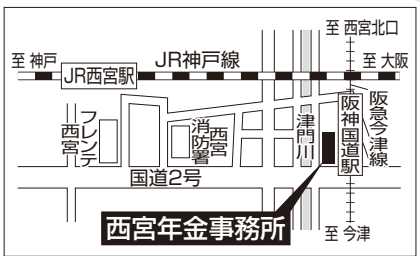 至 西宮北口
至 神戸
JR神戸線
至 大阪
JR西宮駅
フレンテ
西宮
西宮
消防署
津門川
阪神国道駅
阪急今津線
国道2号
西宮年金事務所
至 今津